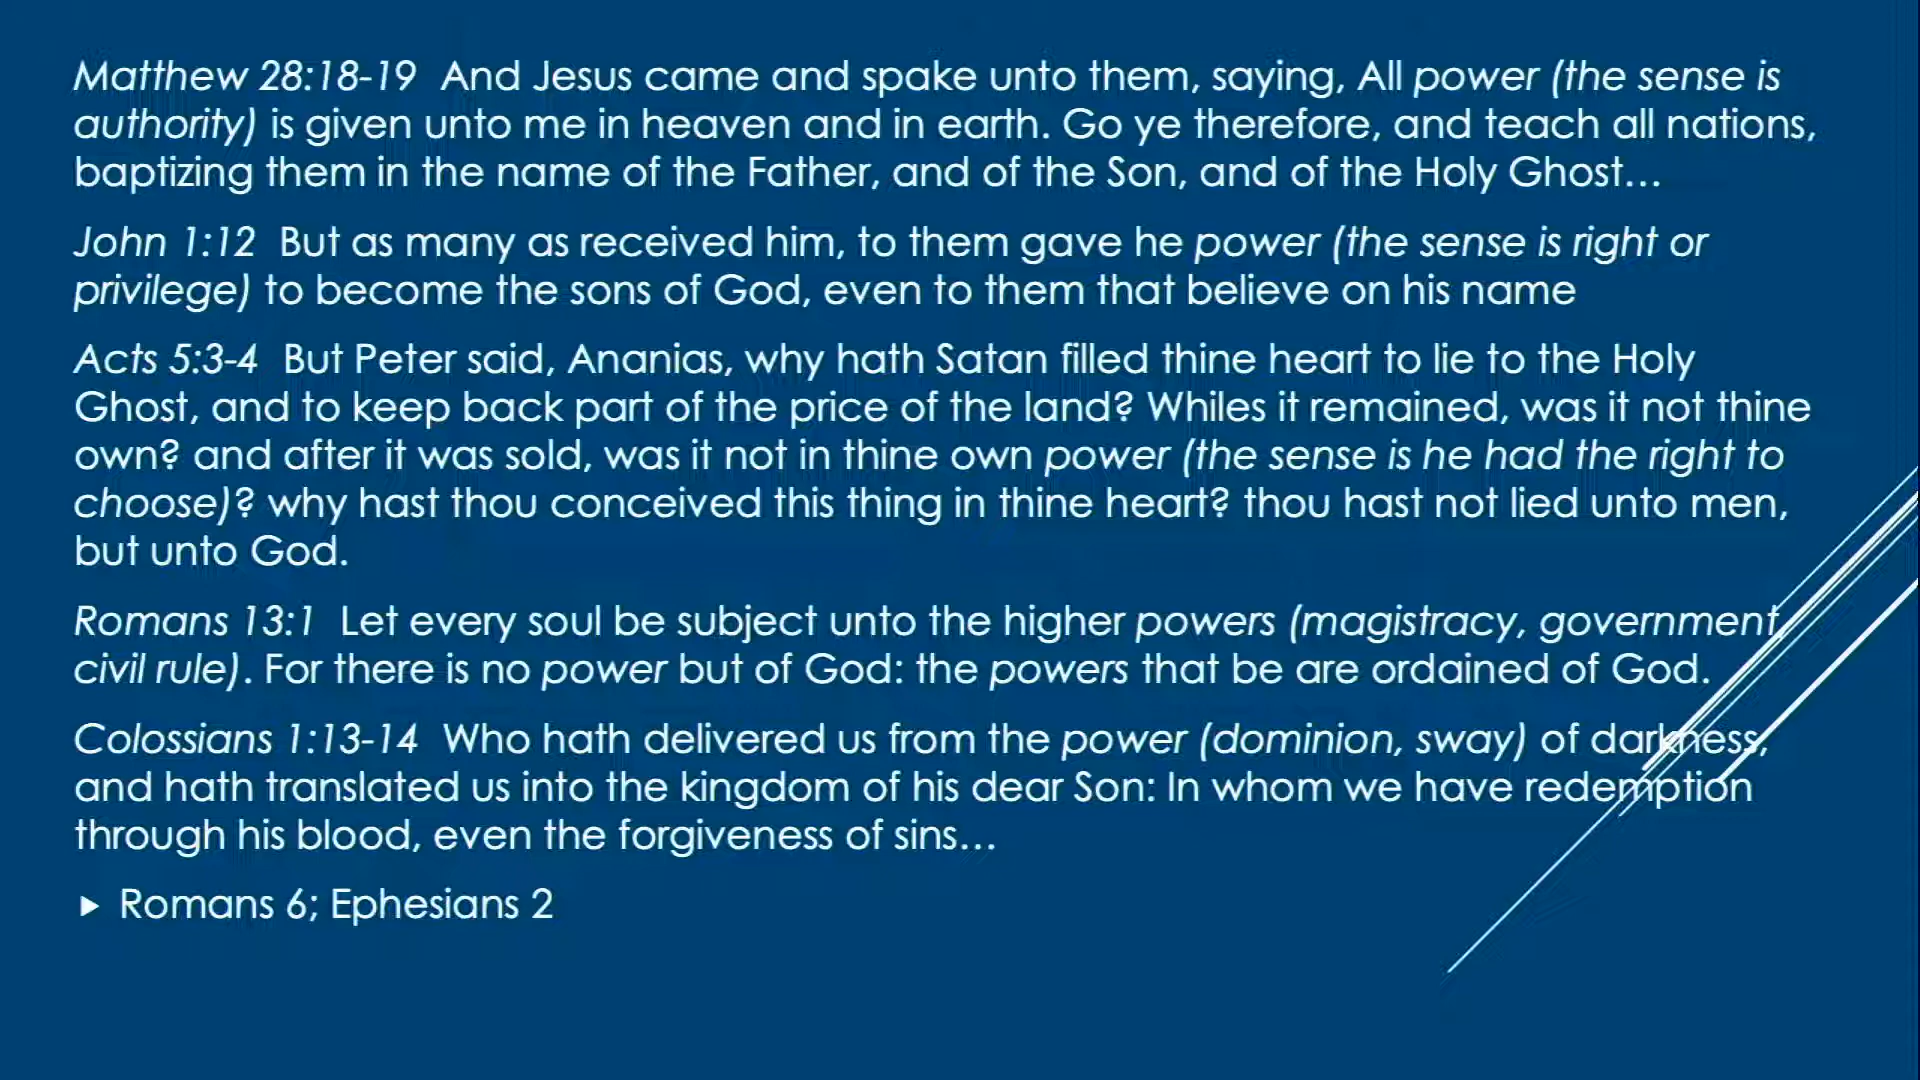 Matthew 28:18-19 And Jesus came and spake unto them, saying, All power (the sense is
authority) is given unto me in heaven and in earth. Go ye therefore, and teach all nations,
baptizing them in the name of the Father, and of the Son, and of the Holy Ghost…
John 1:12 But as many as received him, to them gave he power (the sense is right or
privilege) to become the sons of God, even to them that believe on his name
Acts 5:3-4 But Peter said, Ananias, why hath Satan filled thine heart to lie to the Holy
Ghost, and to keep back part of the price of the land? Whiles it remained, was it not thine
own? and after it was sold, was it not in thine own power (the sense is he had the right to
choose)? why hast thou conceived this thing in thine heart? thou hast not lied unto men,
but unto God.
Romans 13:1 Let every soul be subject unto the higher powers (magistracy, government,
civil rule). For there is no power but of God: the powers that be are ordained of God.
Colossians 1:13-14 Who hath delivered us from the power (dominion, sway) of darkness,
and hath translated us into the kingdom of his dear Son: In whom we have redemption
through his blood, even the forgiveness of sins…
Romans 6; Ephesians 2